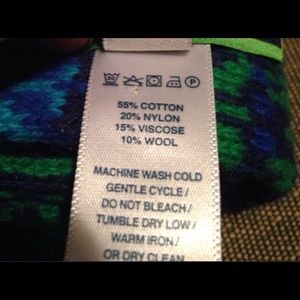 55% COTTON
20% NYLON
15% VISCOSE
10% WOOL
MACHINE WASH COLD
GENTLE CYCLE /
DO NOT BLEACH /
TUMBLE DRY LOW /
WARM IRON /
OR DRY CLEAN